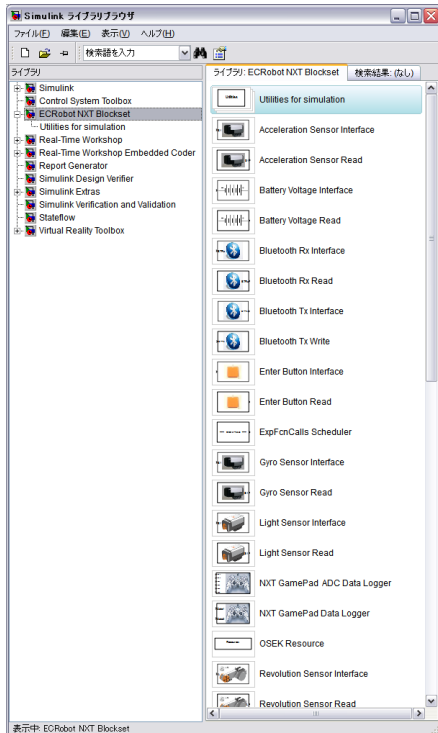 Simulink ライブラリブラウザ
ファイル(F) 編集(E) 表示(V) ヘルプ(H)
検索語を入力
ライブラリ
Simulink
Control System Toolbox
ECRobot NXT Blockset
Utilities for simulation
Real-Time Workshop
Real-Time Workshop Embedded Coder
Report Generator
Simulink Design Verifier
Simulink Extras
Simulink Verification and Validation
Stateflow
Virtual Reality Toolbox
ライブラリ: ECRobot NXT Blockset 検索結果: (なし)
Utilities for simulation
Acceleration Sensor Interface
Acceleration Sensor Read
Battery Voltage Interface
Battery Voltage Read
Bluetooth Rx Interface
Bluetooth Rx Read
Bluetooth Tx Interface
Bluetooth Tx Write
Enter Button Interface
Enter Button Read
ExpFcnCalls Scheduler
Gyro Sensor Interface
Gyro Sensor Read
Light Sensor Interface
Light Sensor Read
NXT GamePad ADC Data Logger
NXT GamePad Data Logger
OSEK Resource
Revolution Sensor Interface
Revolution Sensor Read
表示中: ECRobot NXT Blockset